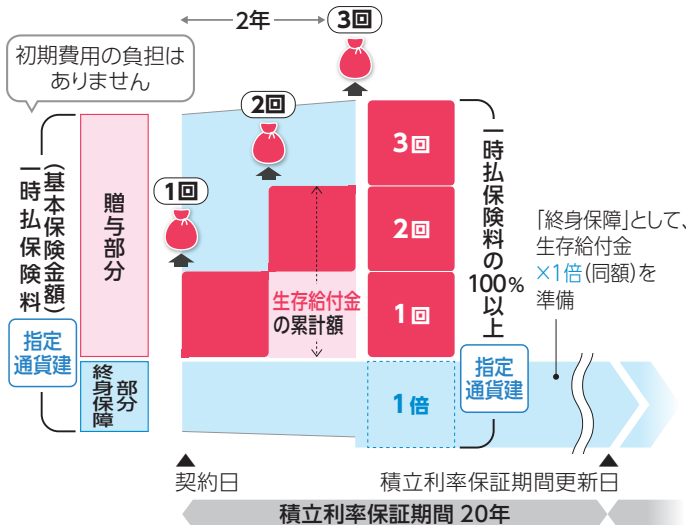 2年
3回
初期費用の負担は
ありません
2回
1回
一時払保険料
(基本保険金額)
指定
通貨建
贈与部分
終身保障
部分
生存給付金
の累計額
3回
2回
1回
1倍
一時払保険料の
100%
以上
指定
通貨建
「終身保障」として、
生存給付金
×1倍(同額)を
準備
契約日
積立利率保証期間更新日
積立利率保証期間 20年